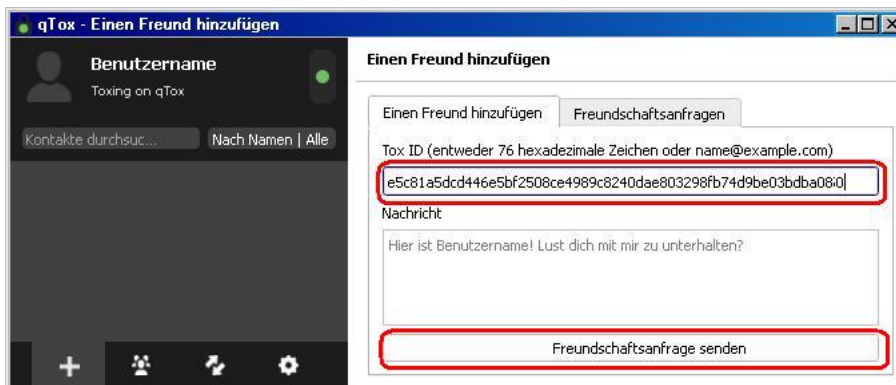 qTox - Einen Freund hinzufügen
Benutzername
Toxing on qTox
Kontakte durchsuc...
Nach Namen | Alle
Einen Freund hinzufügen
Einen Freund hinzufügen
Freundschaftsanfragen
Tox ID (entweder 76 hexadezimale Zeichen oder name@example.com)
e5c81a5dcd446e5bf2508ce4989c8240dae803298fb74d9be03bdba08i0
Nachricht
Hier ist Benutzername! Lust dich mit mir zu unterhalten?
Freundschaftsanfrage senden